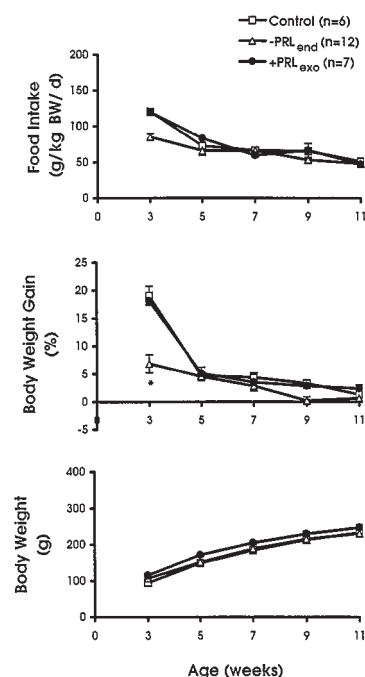 Control (n=6)
-PRLend (n=12)
+PRLexo (n=7)
Food Intake
(g/kg BW/d)
200
150
100
50
0
0 3 5 7 9 11
Body Weight Gain
(%)
25
20
15
10
5
0
-5
*
0 3 5 7 9 11
Body Weight
(g)
400
300
200
100
0
0 3 5 7 9 11
Age (weeks)